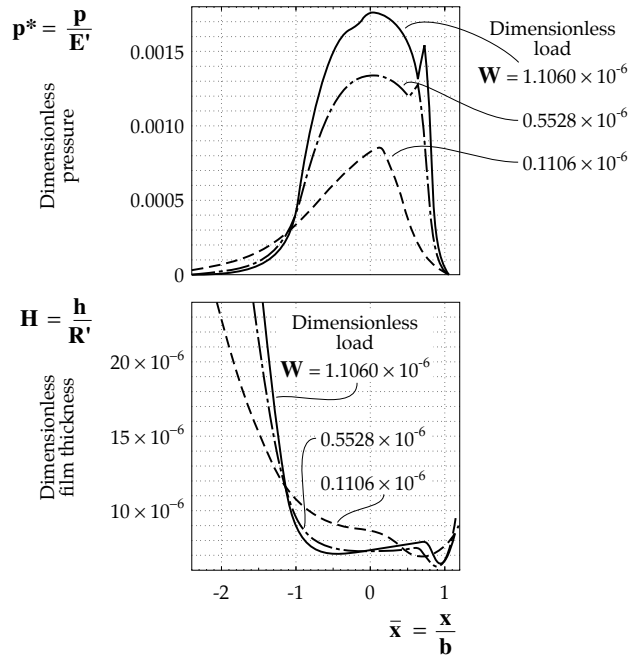 p* = p
E'
Dimensionless
pressure
0.0015
0.0010
0.0005
0
Dimensionless
load
W = 1.1060 × 10⁻⁶
0.5528 × 10⁻⁶
0.1106 × 10⁻⁶
H = h
R'
Dimensionless
film thickness
20 × 10⁻⁶
15 × 10⁻⁶
10 × 10⁻⁶
Dimensionless
load
W = 1.1060 × 10⁻⁶
0.5528 × 10⁻⁶
0.1106 × 10⁻⁶
-2 -1 0 1
x̄ = x
b